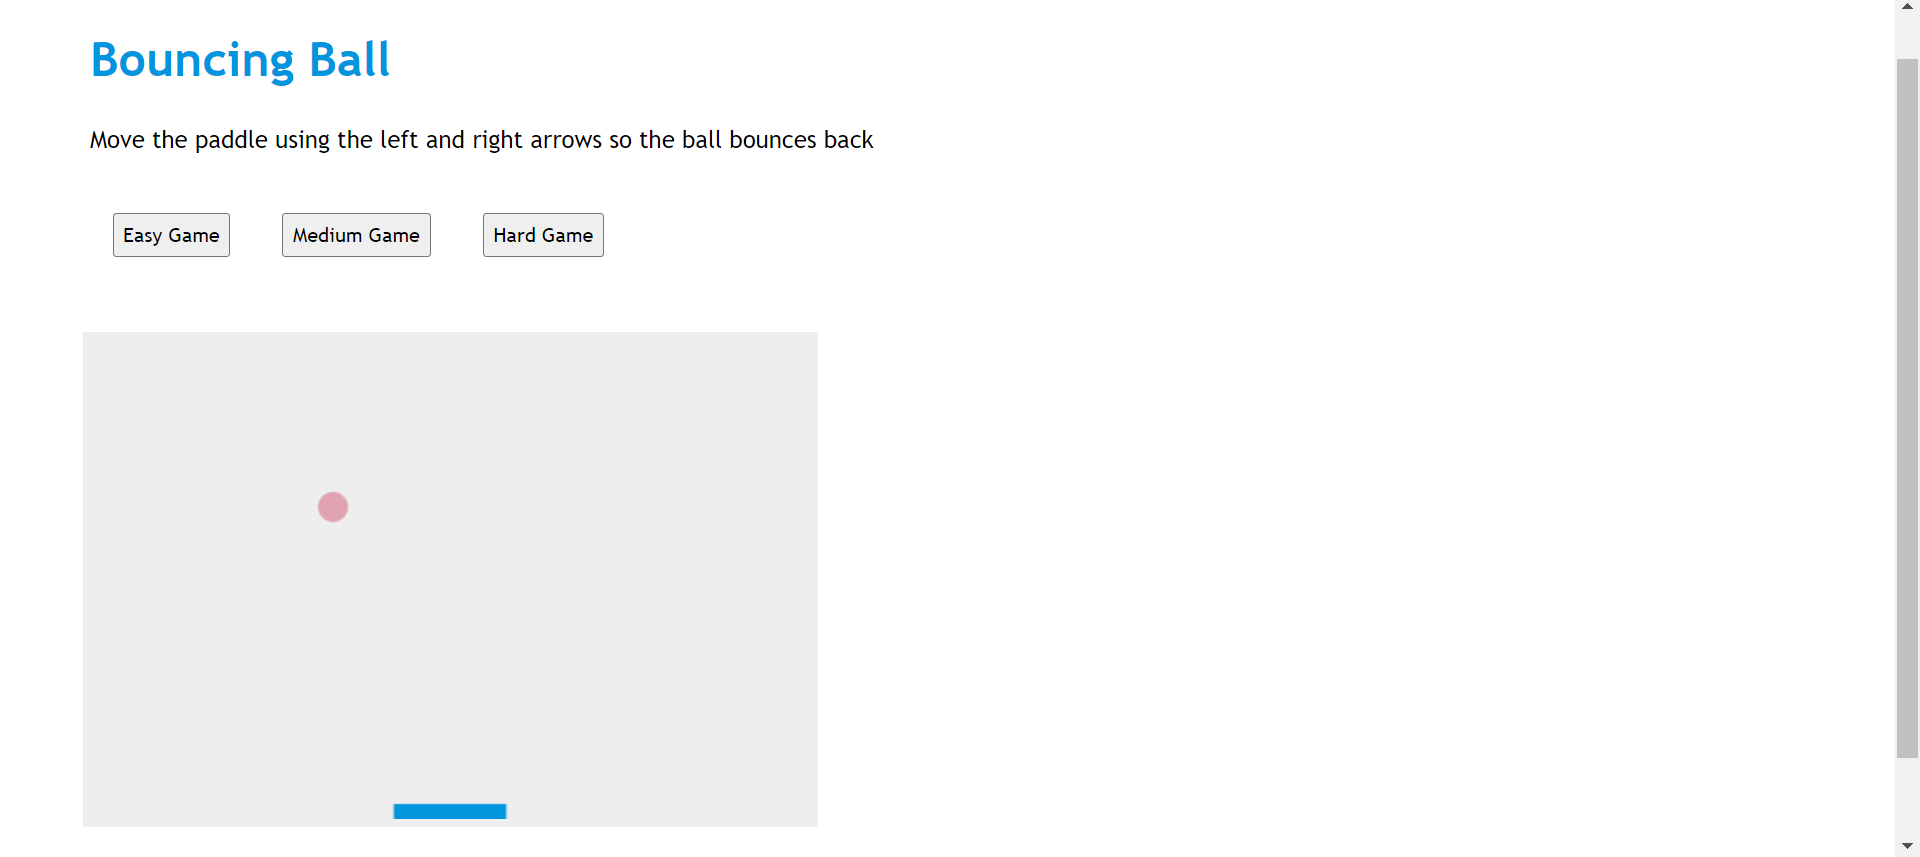 Bouncing Ball
Move the paddle using the left and right arrows so the ball bounces back
Easy Game Medium Game Hard Game